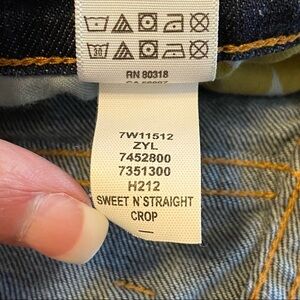 RN 80318
7W11512
ZYL
7452800
7351300
H212
SWEET N'STRAIGHT
CROP